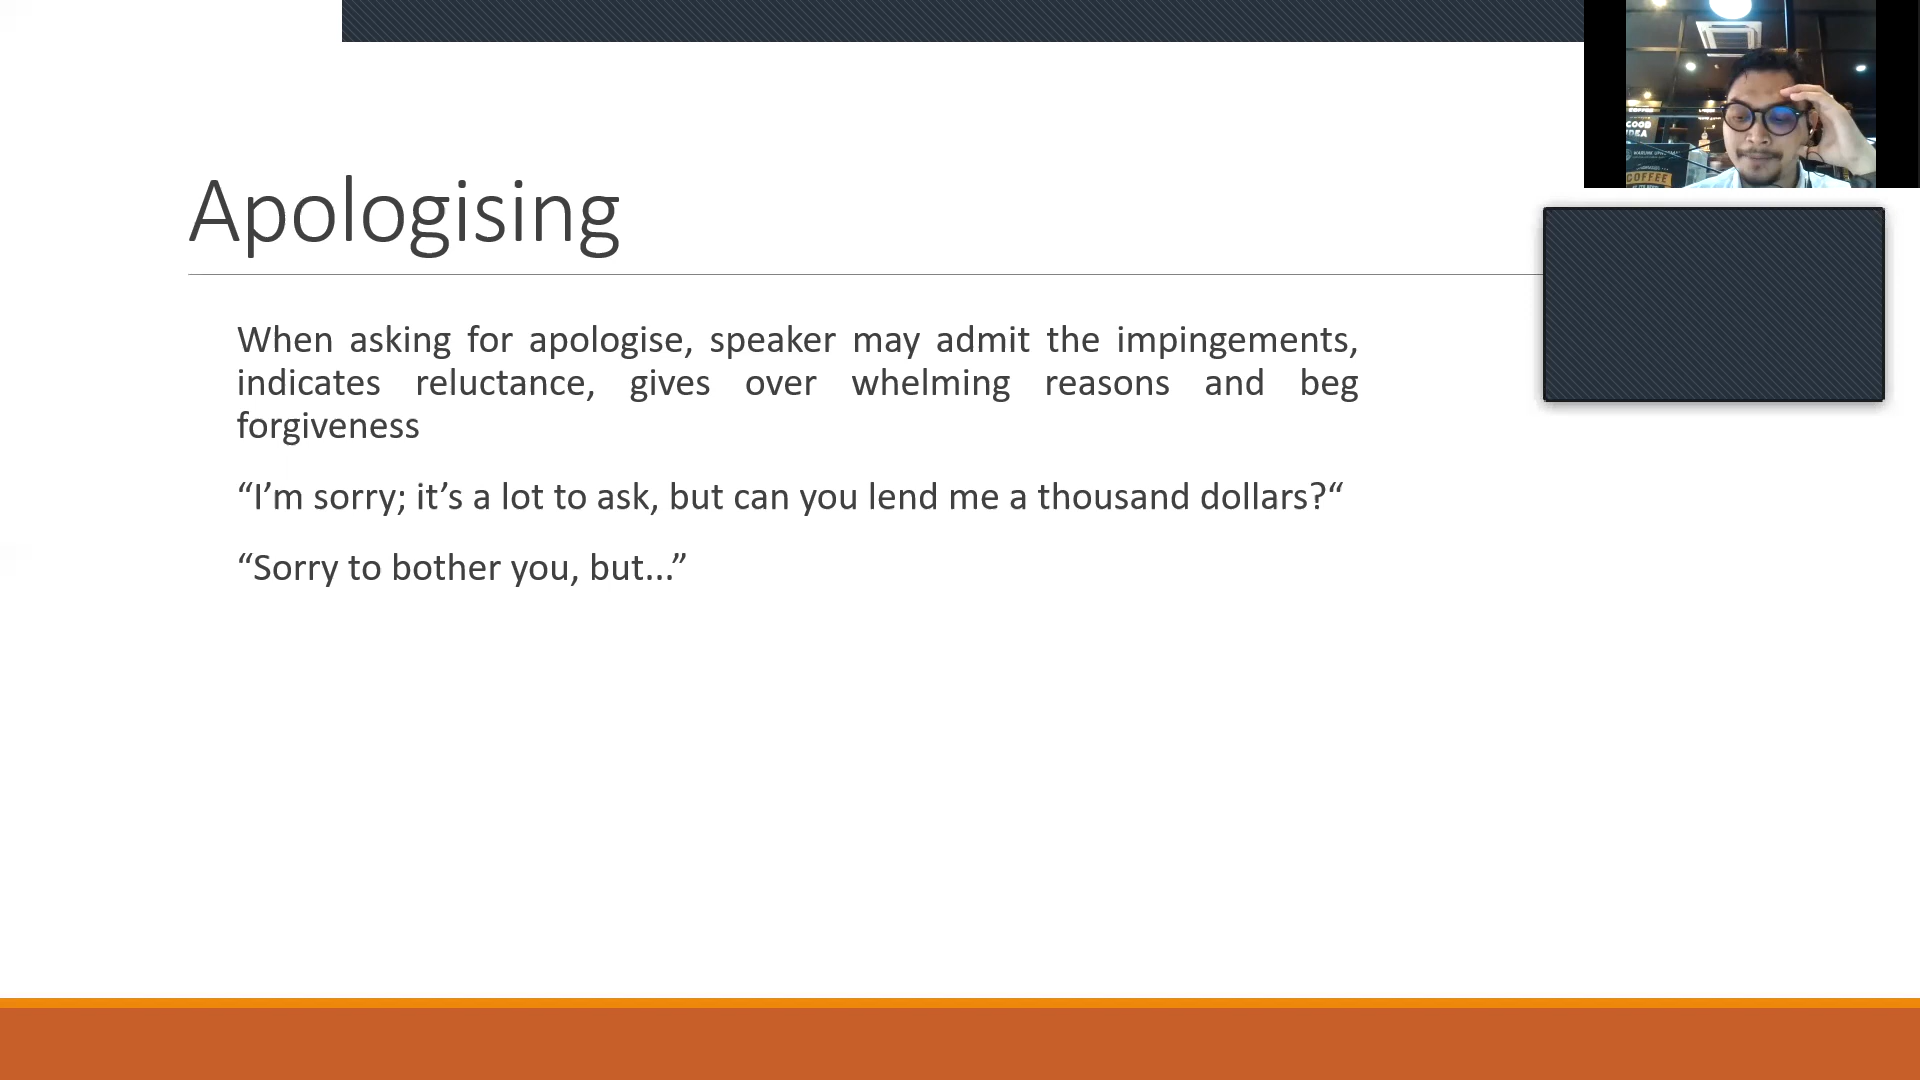 Apologising
When asking for apologise, speaker may admit the impingements,
indicates reluctance, gives over whelming reasons and beg
forgiveness
“I’m sorry; it’s a lot to ask, but can you lend me a thousand dollars?“
“Sorry to bother you, but...”
COFFEE